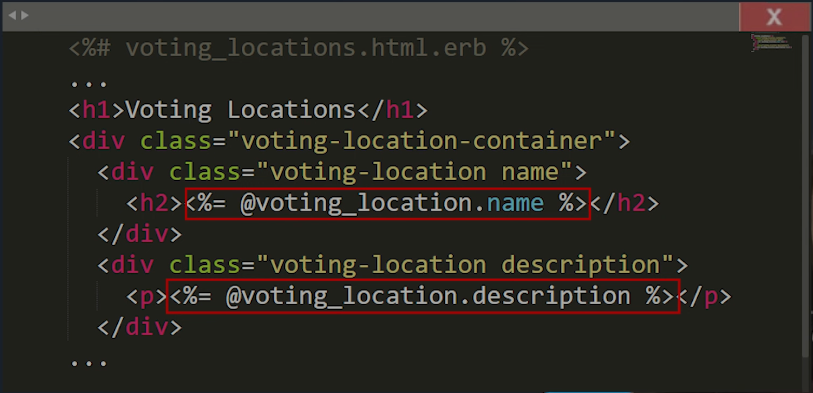 X
<%# voting_locations.html.erb %>
...
<h1>Voting Locations</h1>
<div class="voting-location-container">
<div class="voting-location name">
<h2><%= @voting_location.name %></h2>
</div>
<div class="voting-location description">
<p><%= @voting_location.description %></p>
</div>
...